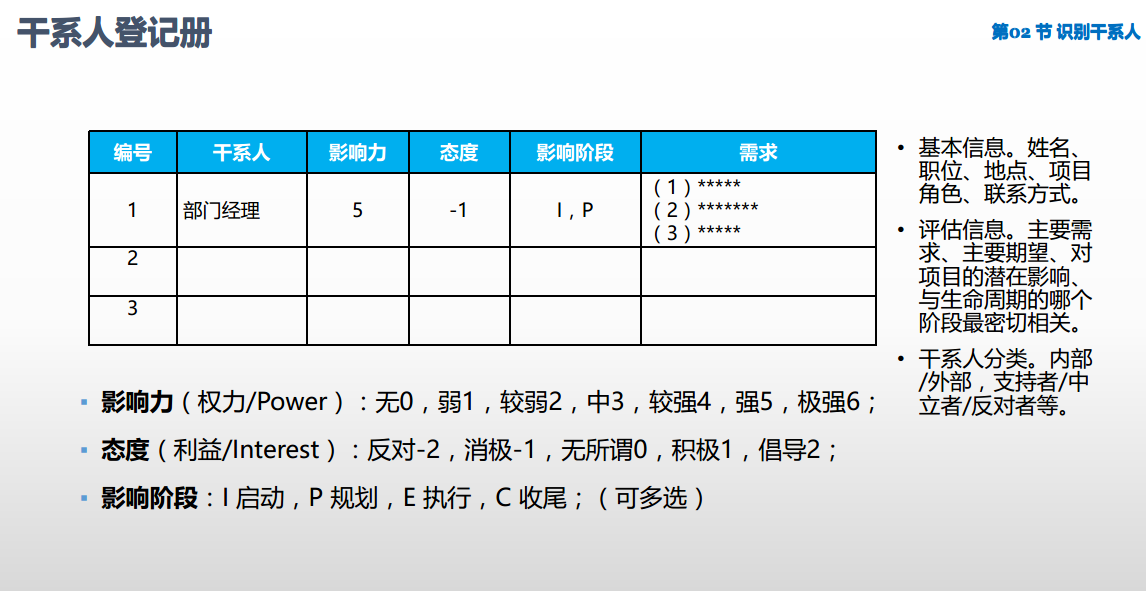 干系人登记册
第02 节 识别干系人
编号 干系人 影响力 态度 影响阶段 需求
1 部门经理 5 -1 I，P （1）*****
（2）*******
（3）*****
2
3
• 基本信息。姓名、
职位、地点、项目
角色、联系方式。
• 评估信息。主要需
求、主要期望、对
项目的潜在影响、
与生命周期的哪个
阶段最密切相关。
• 干系人分类。内部
/外部，支持者/中
立者/反对者等。
▪ 影响力（权力/Power）：无0，弱1，较弱2，中3，较强4，强5，极强6；
▪ 态度（利益/Interest）：反对-2，消极-1，无所谓0，积极1，倡导2；
▪ 影响阶段：I 启动，P 规划，E 执行，C 收尾；（可多选）